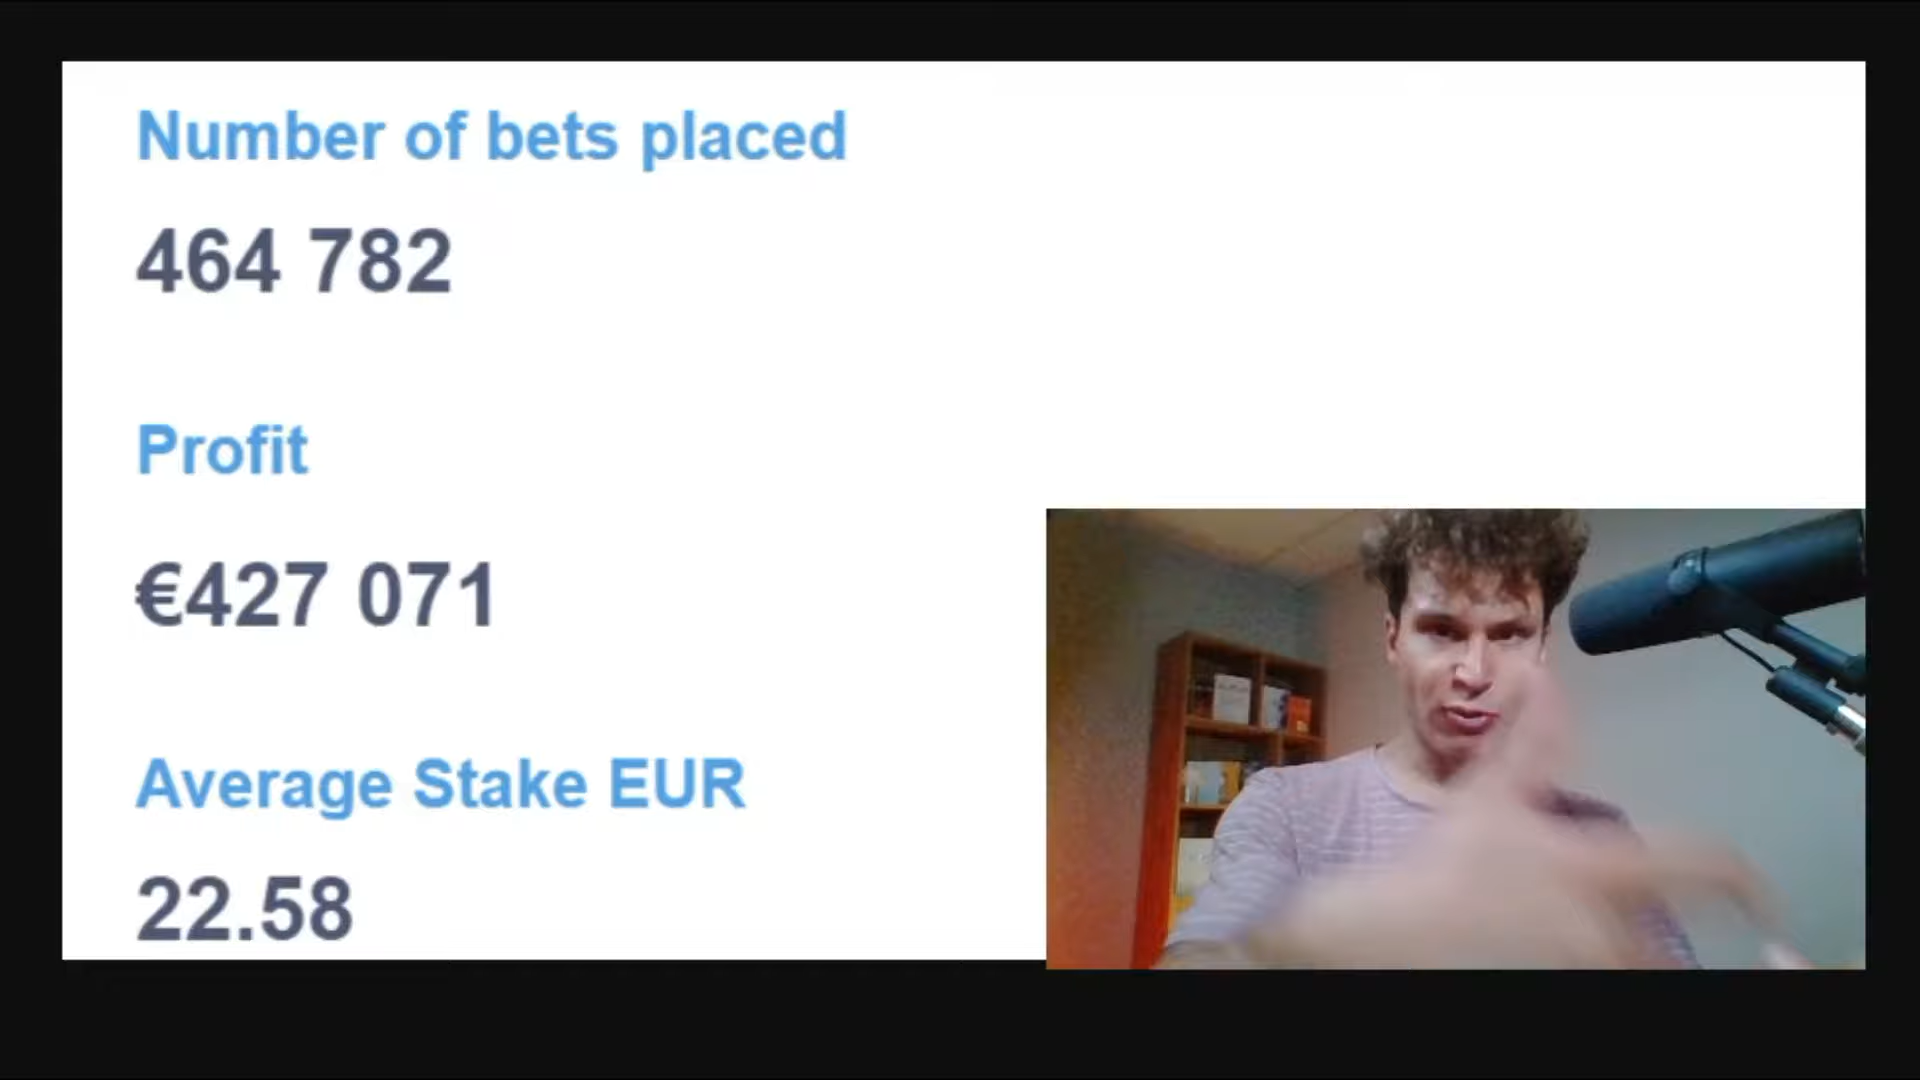 Number of bets placed
464 782
Profit
€427 071
Average Stake EUR
22.58